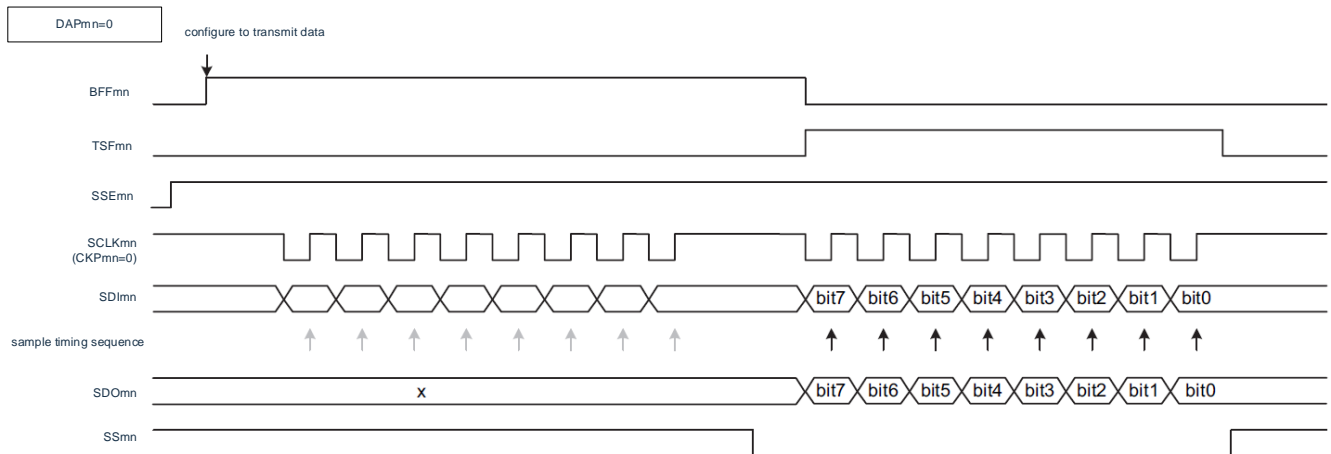 DAPmn=0
configure to transmit data
BFFmn
TSFmn
SSEmn
SCLKmn
(CKPmn=0)
SDImn
bit7 bit6 bit5 bit4 bit3 bit2 bit1 bit0
sample timing sequence
SDOmn
x
bit7 bit6 bit5 bit4 bit3 bit2 bit1 bit0
SSmn